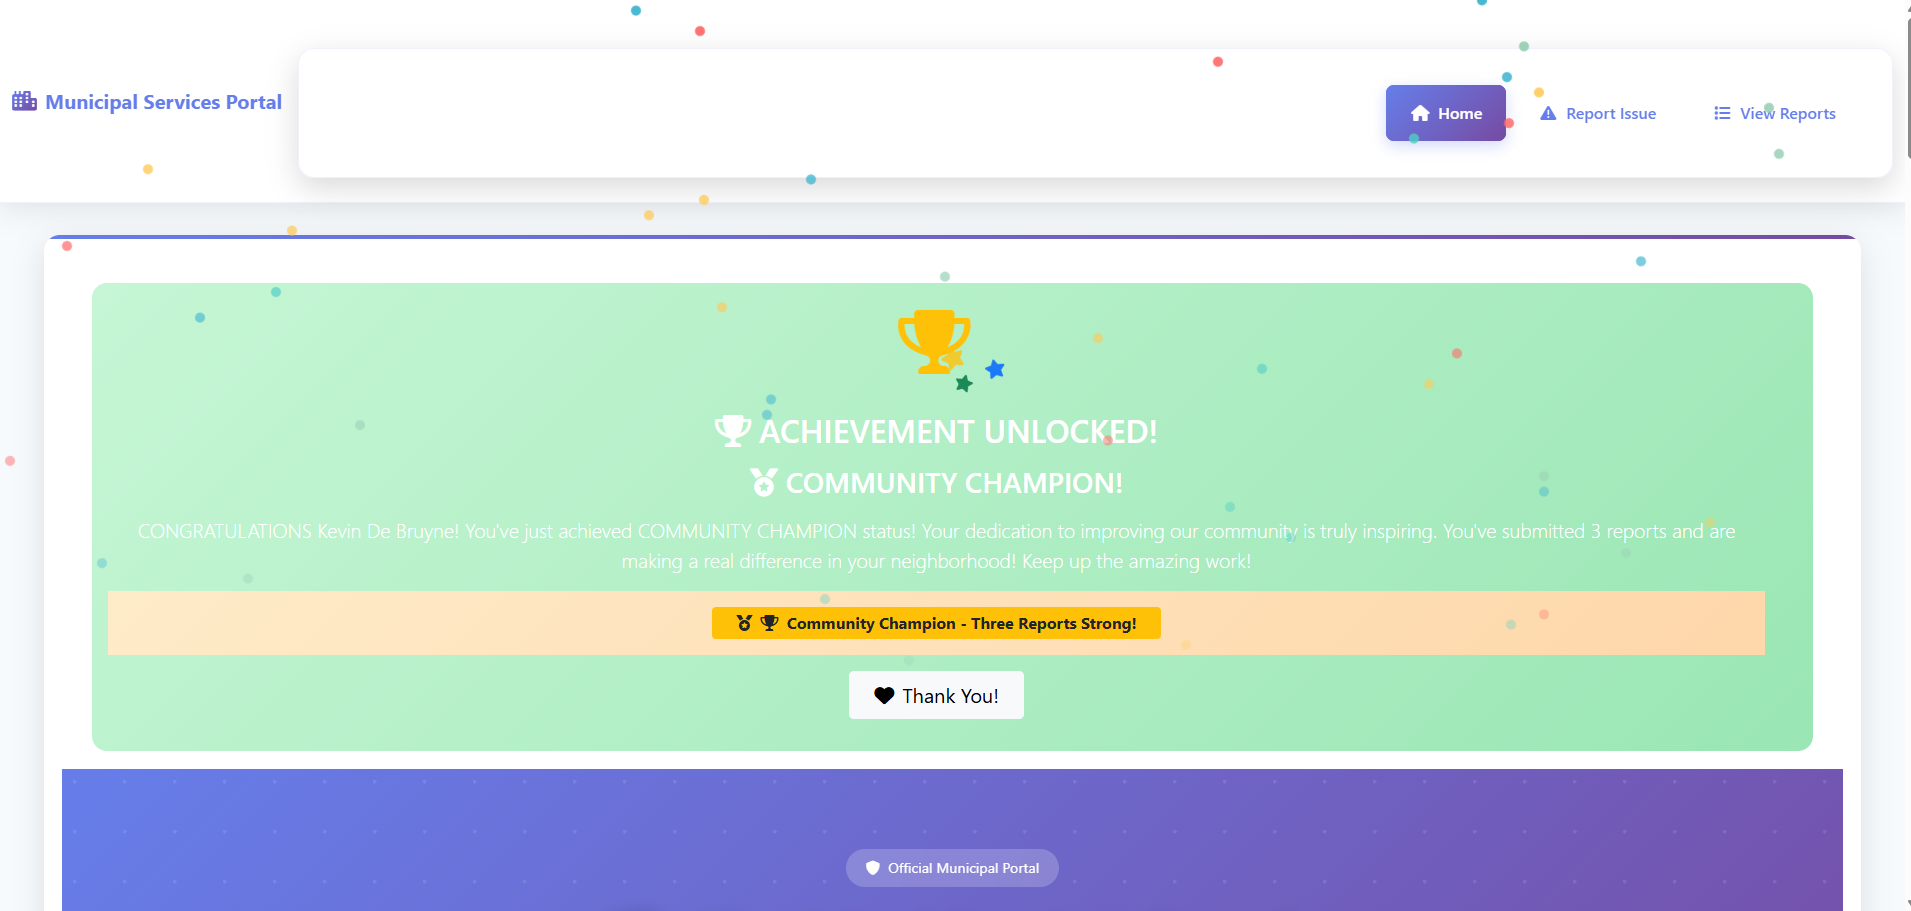 Municipal Services Portal
Home
Report Issue
View Reports
ACHIEVEMENT UNLOCKED!
COMMUNITY CHAMPION!
CONGRATULATIONS Kevin De Bruyne! You've just achieved COMMUNITY CHAMPION status! Your dedication to improving our community is truly inspiring. You've submitted 3 reports and are
making a real difference in your neighborhood! Keep up the amazing work!
Community Champion - Three Reports Strong!
Thank You!
Official Municipal Portal